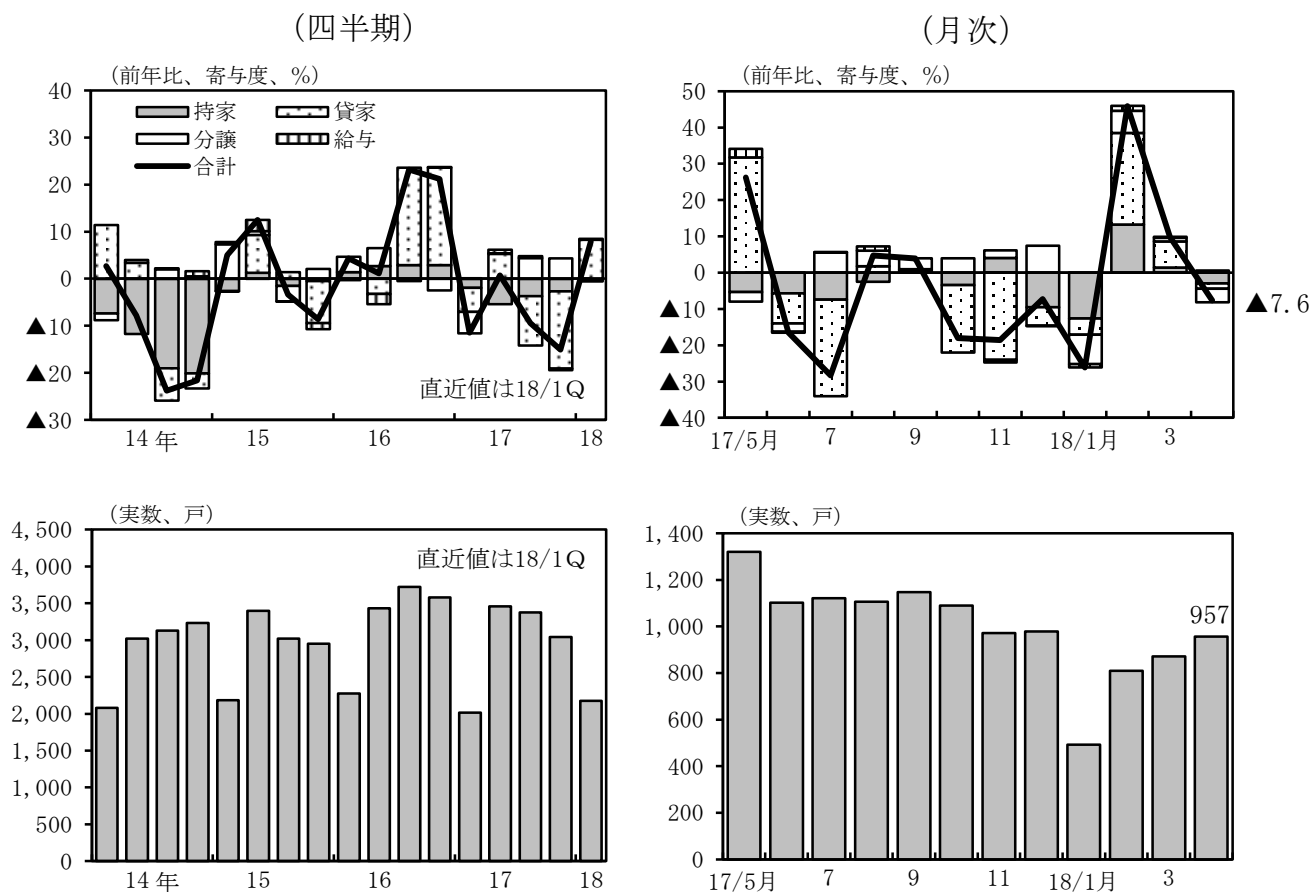 (四半期)
(前年比、寄与度、%)
50
40
30
20
10
0
▲10
▲20
▲30
持家
貸家
分譲
給与
合計
直近値は18/1Q
14 年
15
16
17
18
(月次)
(前年比、寄与度、%)
50
40
30
20
10
0
▲10
▲20
▲30
▲40
▲7.6
17/5月
7
9
11
18/1月
3
(実数、戸)
4,500
4,000
3,500
3,000
2,500
2,000
1,500
1,000
500
0
直近値は18/1Q
14 年
15
16
17
18
(実数、戸)
1,400
1,200
1,000
800
600
400
200
0
957
17/5月
7
9
11
18/1月
3